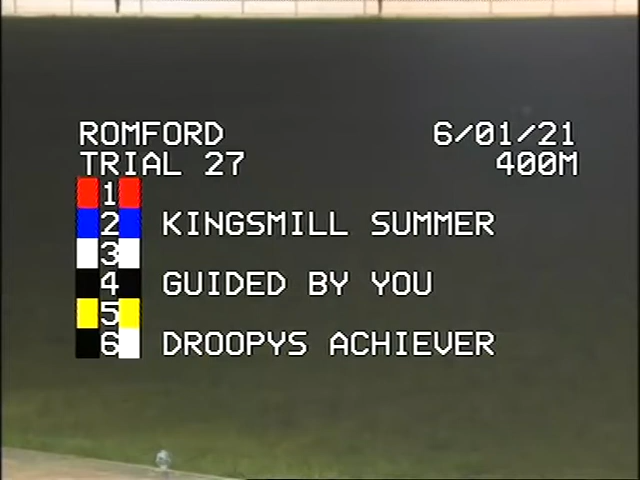 ROMFORD 6/01/21
TRIAL 27 400M
1
2 KINGSMILL SUMMER
3
4 GUIDED BY YOU
5
6 DROOPYS ACHIEVER